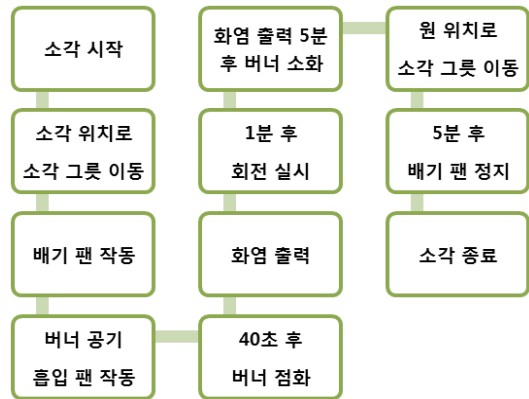 소각 시작
소각 위치로
소각 그릇 이동
배기 팬 작동
버너 공기
흡입 팬 작동
40초 후
버너 점화
화염 출력
1분 후
회전 실시
화염 출력 5분
후 버너 소화
원 위치로
소각 그릇 이동
5분 후
배기 팬 정지
소각 종료